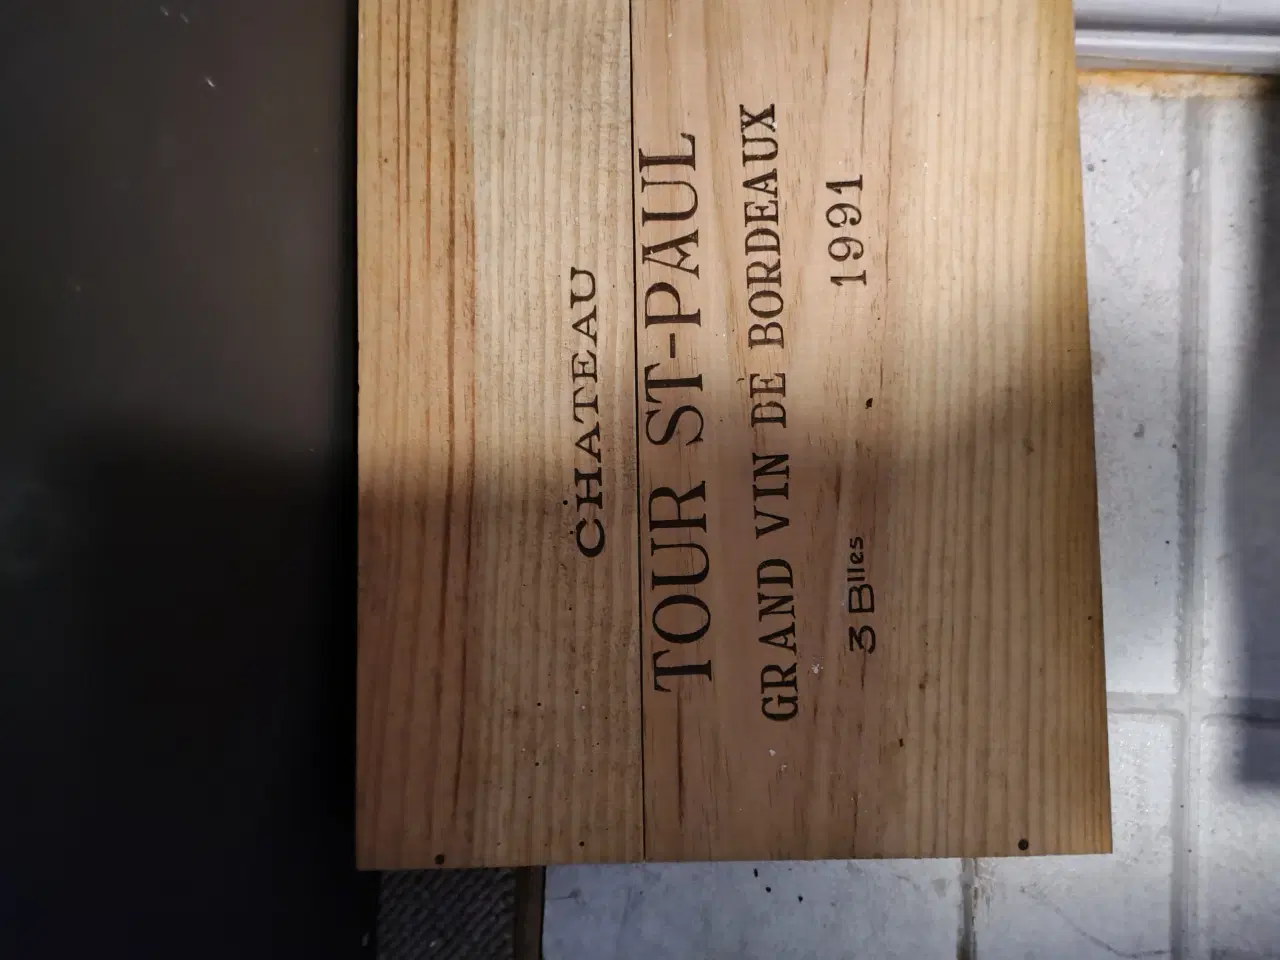 CHATEAU
TOUR ST-PAUL
GRAND VIN DE BORDEAUX
3 Blles 1991